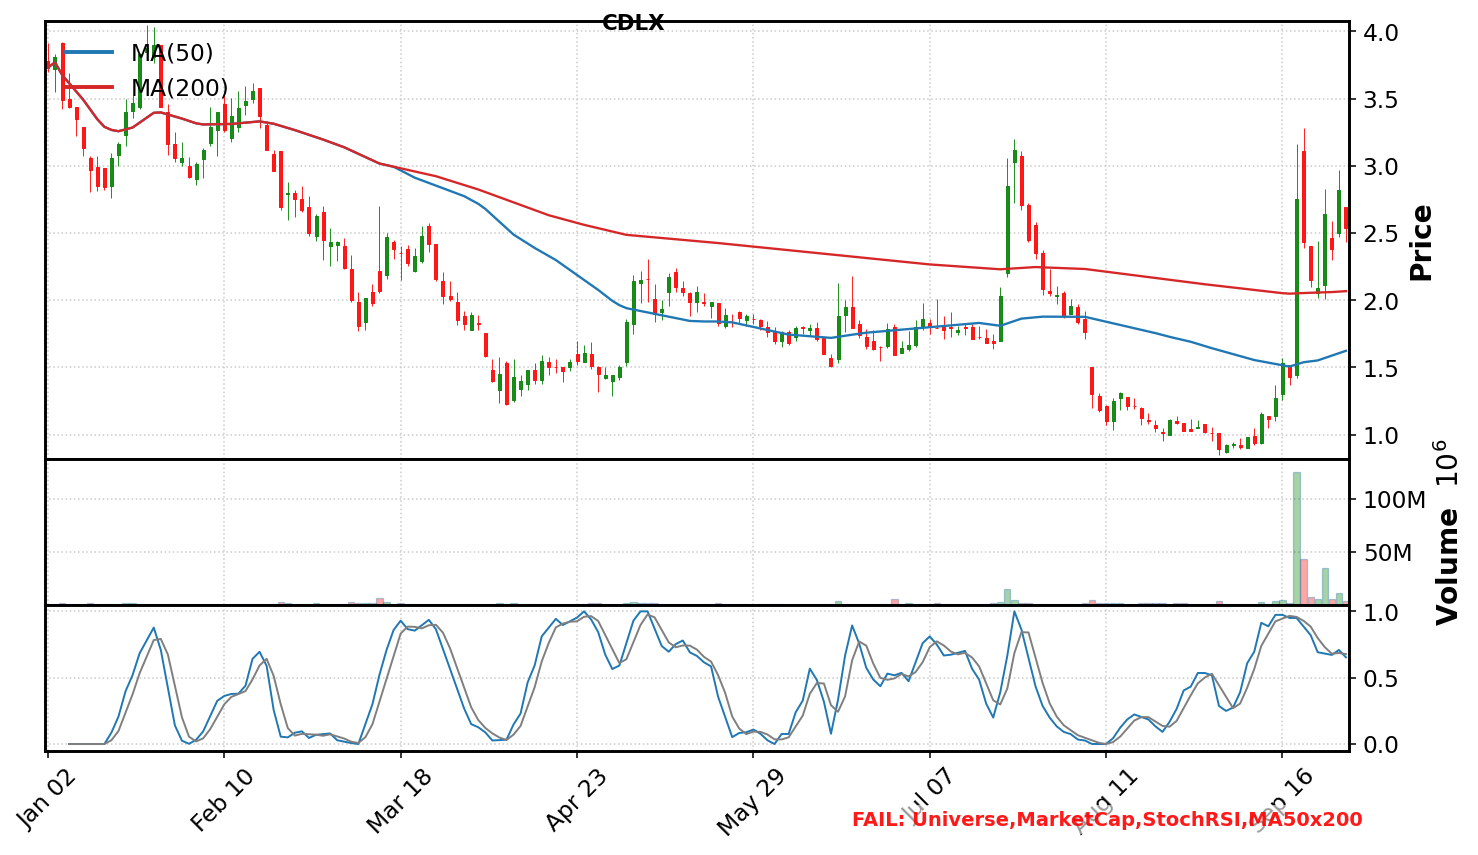 CDLX
MA(50)
MA(200)
4.0
3.5
3.0
2.5
2.0
1.5
1.0
Price
100M
50M
Volume 10^6
1.0
0.5
0.0
Jan 02
Feb 10
Mar 18
Apr 23
May 29
Jul 07
Aug 11
Sep 16
FAIL: Universe,MarketCap,StochRSI,MA50x200